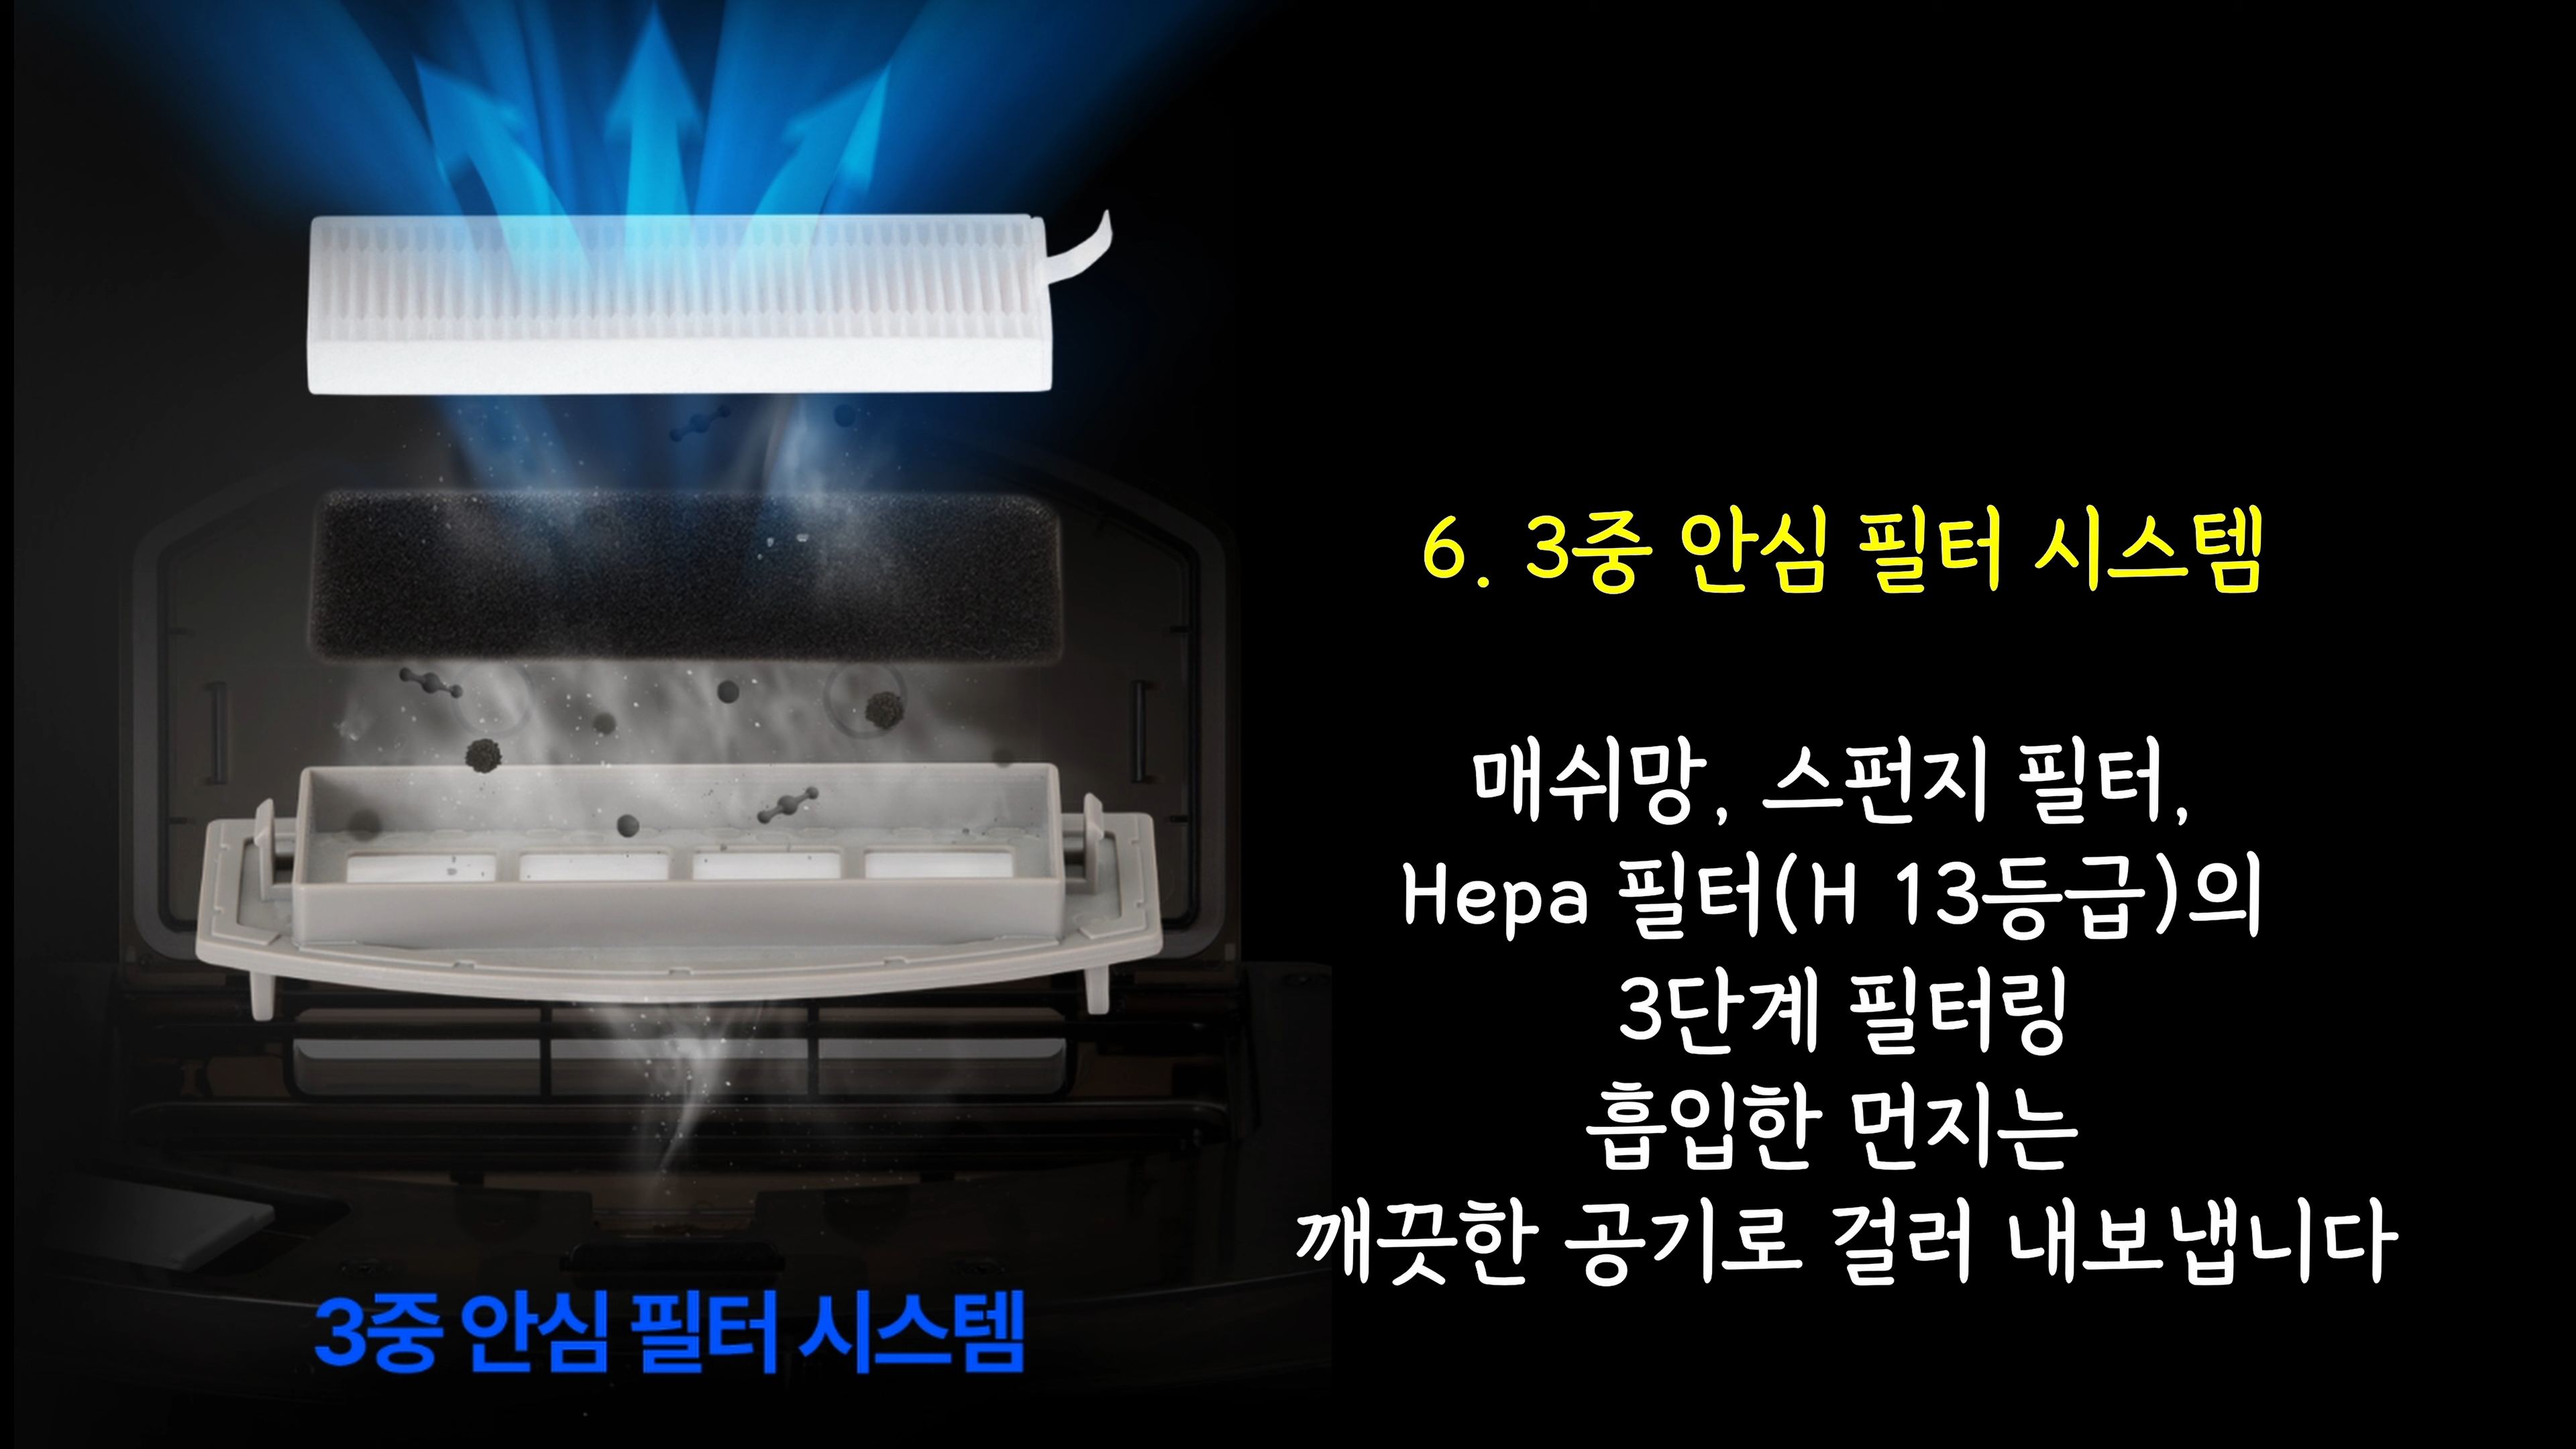 6. 3중 안심 필터 시스템
매쉬망, 스펀지 필터,
Hepa 필터(H 13등급)의
3단계 필터링
흡입한 먼지는
깨끗한 공기로 걸러 내보냅니다
3중 안심 필터 시스템